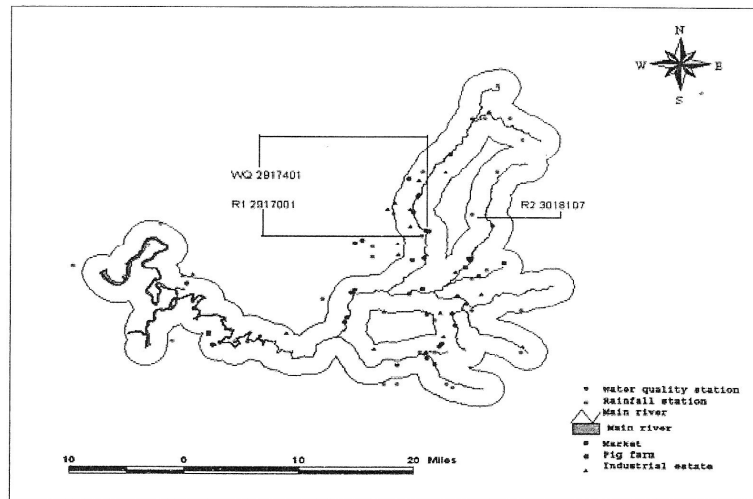 N
W E
S
WQ 2917401
R1 2917001
R2 3018107
water quality station
Rainfall station
Main river
Main river
Market
Pig farm
Industrial estate
10 0 10 20 Miles